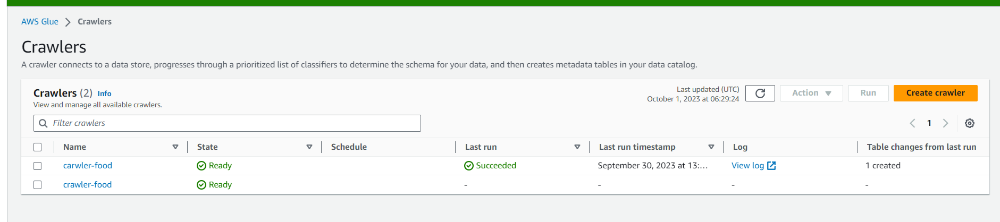 AWS Glue > Crawlers
Crawlers
A crawler connects to a data store, progresses through a prioritized list of classifiers to determine the schema for your data, and then creates metadata tables in your data catalog.
Crawlers (2) Info
View and manage all available crawlers.
Last updated (UTC)
October 1, 2023 at 06:29:24
Action Run Create crawler
Filter crawlers
1
Name State Schedule Last run Last run timestamp Log Table changes from last run
carwler-food Ready Succeeded September 30, 2023 at 13:... View log 1 created
crawler-food Ready - - - -